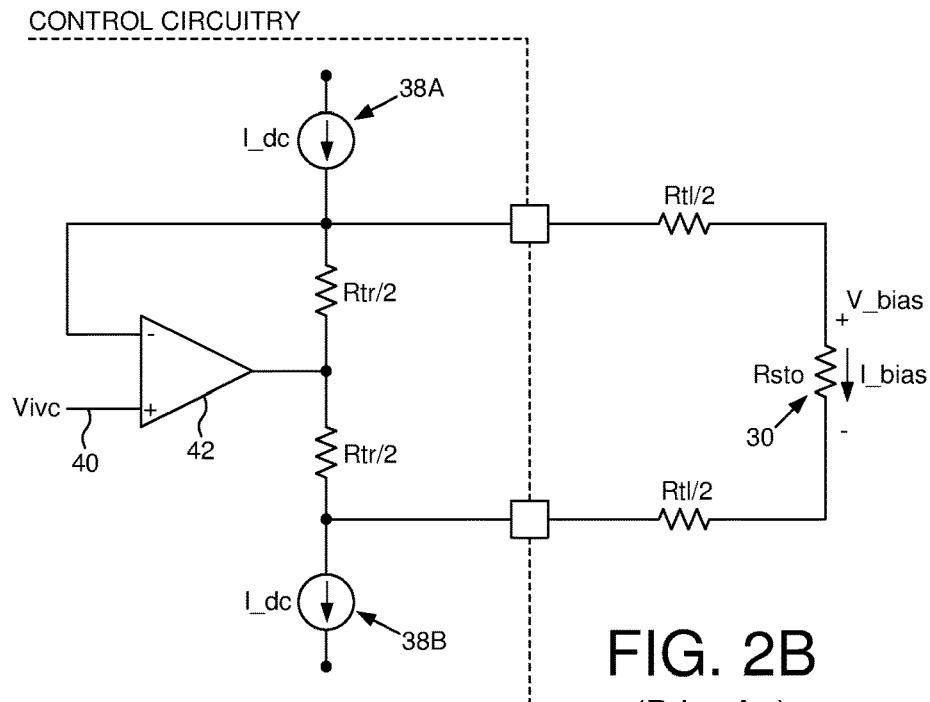 CONTROL CIRCUITRY
38A
I_dc
Rtl/2
Rtr/2
V_bias
+
-
Rsto
I_bias
Vivc
+
30
-
40
42
Rtr/2
Rtl/2
I_dc
38B
FIG. 2B